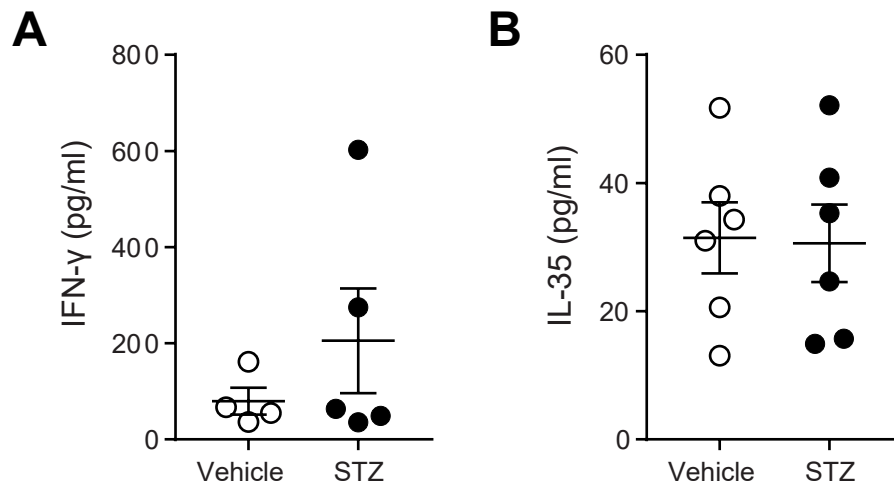 A
IFN-γ (pg/ml)
800
600
400
200
0
Vehicle
STZ
B
IL-35 (pg/ml)
60
40
20
0
Vehicle
STZ